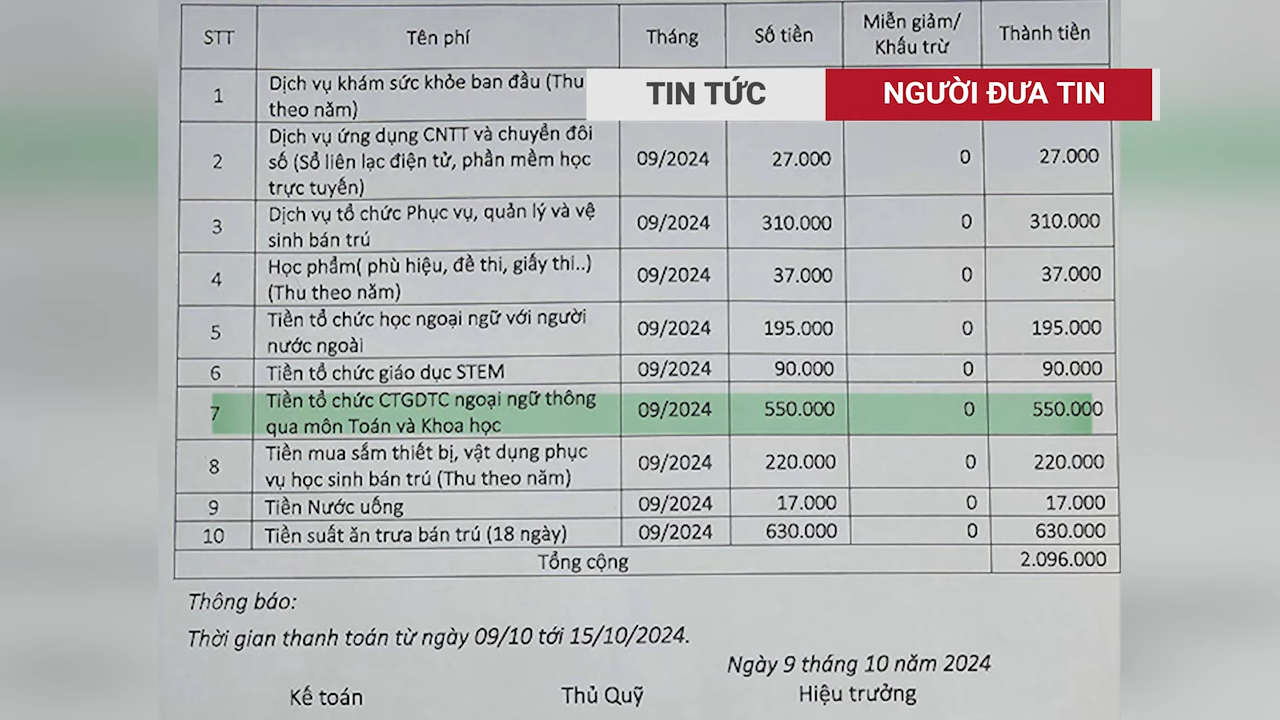 STT Tên phí Tháng Số tiền Miễn giảm/ Thành tiền
Khấu trừ
TIN TỨC NGƯỜI ĐƯA TIN
1 Dịch vụ khám sức khỏe ban đầu (Thu
theo năm)
2 Dịch vụ ứng dụng CNTT và chuyển đôi 09/2024 27.000 0 27.000
số (Sổ liên lạc điện tử, phần mềm học
trực tuyến)
3 Dịch vụ tổ chức Phục vụ, quản lý và vệ 09/2024 310.000 0 310.000
sinh bán trú
4 Học phẩm( phù hiệu, đề thi, giấy thi..) 09/2024 37.000 0 37.000
(Thu theo năm)
5 Tiền tổ chức học ngoại ngữ với người 09/2024 195.000 0 195.000
nước ngoài
6 Tiền tổ chức giáo dục STEM 09/2024 90.000 0 90.000
7 Tiền tổ chức CTGDTC ngoại ngữ thông 09/2024 550.000 0 550.000
qua môn Toán và Khoa học
8 Tiền mua sắm thiết bị, vật dụng phục 09/2024 220.000 0 220.000
vụ học sinh bán trú (Thu theo năm)
9 Tiền Nước uống 09/2024 17.000 0 17.000
10 Tiền suất ăn trưa bán trú (18 ngày) 09/2024 630.000 0 630.000
Tổng cộng 2.096.000
Thông báo:
Thời gian thanh toán từ ngày 09/10 tới 15/10/2024.
Ngày 9 tháng 10 năm 2024
Kế toán Thủ Quỹ Hiệu trưởng